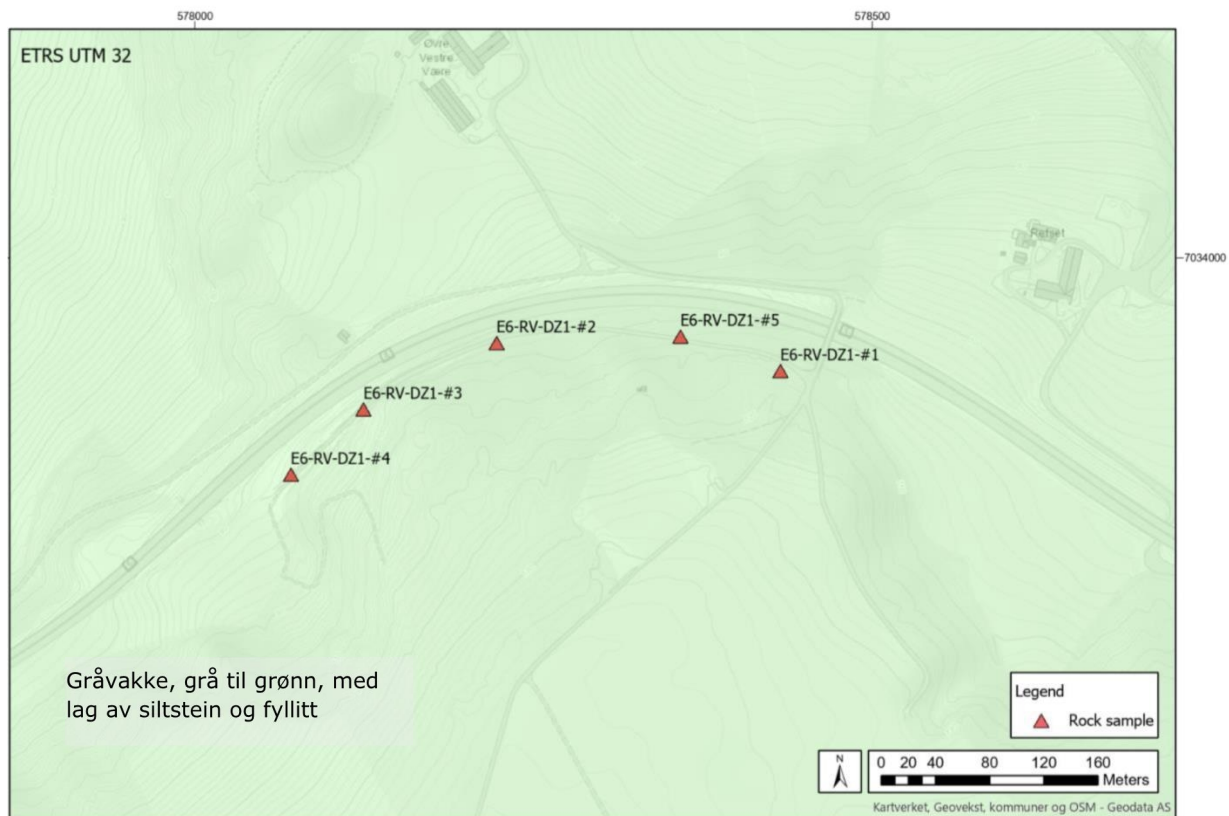 578000
578500
ETRS UTM 32
Øvre
Vestre
Være
7034000
E6-RV-DZ1-#2
E6-RV-DZ1-#5
E6-RV-DZ1-#1
E6-RV-DZ1-#3
E6-RV-DZ1-#4
Gråvakke, grå til grønn, med
lag av siltstein og fyllitt
Legend
Rock sample
N
0 20 40 80 120 160
Meters
Kartverket, Geovekst, kommuner og OSM - Geodata AS